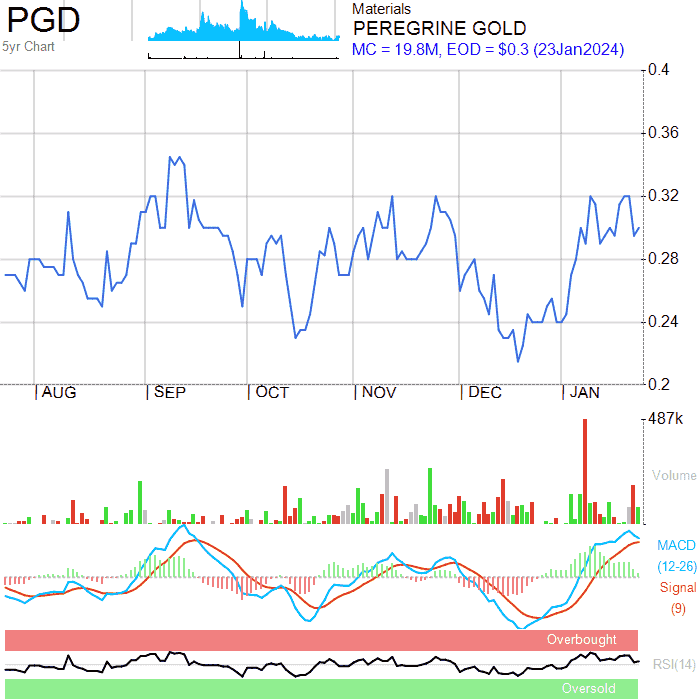 PGD
5yr Chart
Materials
PEREGRINE GOLD
MC = 19.8M, EOD = $0.3 (23Jan2024)
0.4
0.36
0.32
0.28
0.24
0.2
AUG SEP OCT NOV DEC JAN
487k
Volume
MACD
(12-26)
Signal
(9)
Overbought
RSI(14)
Oversold